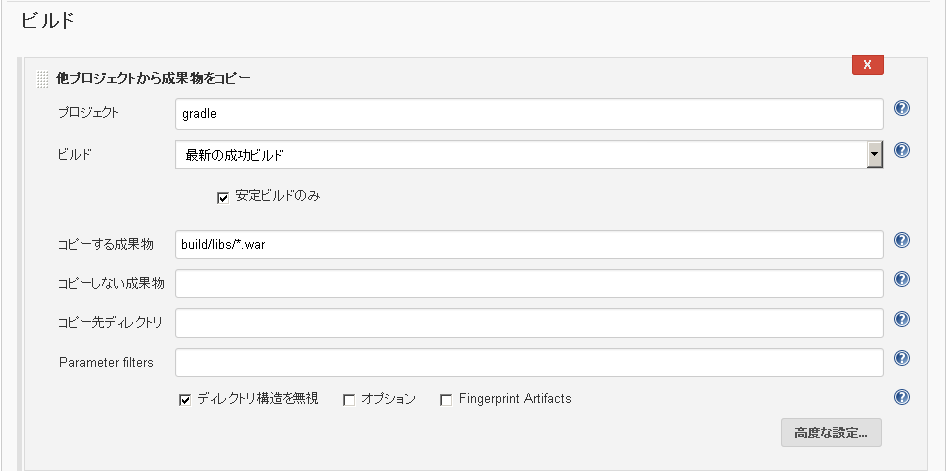 ビルド
他プロジェクトから成果物をコピー
X
プロジェクト gradle
ビルド 最新の成功ビルド
安定ビルドのみ
コピーする成果物 build/libs/*.war
コピーしない成果物
コピー先ディレクトリ
Parameter filters
ディレクトリ構造を無視 オプション Fingerprint Artifacts
高度な設定...